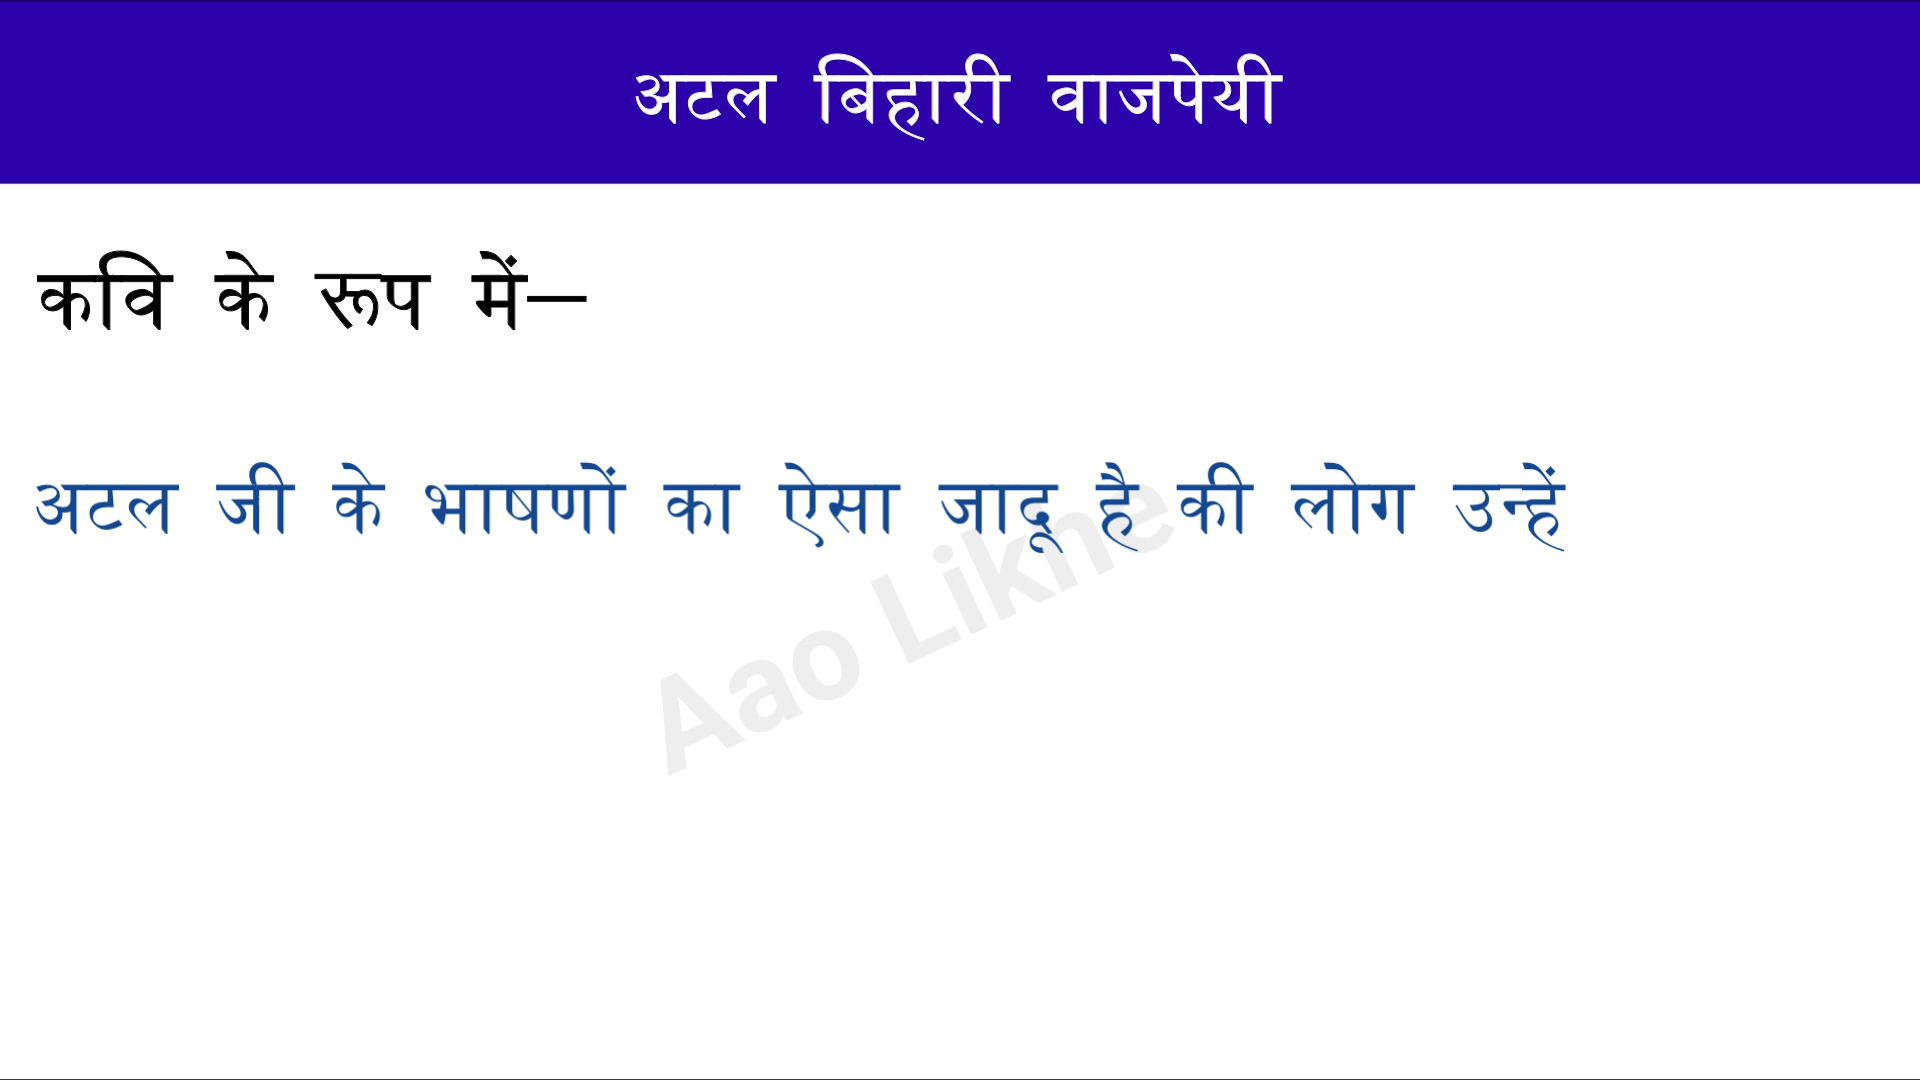 अटल बिहारी वाजपेयी
कवि के रूप में–
अटल जी के भाषणों का ऐसा जादू है की लोग उन्हें
Aao Likhe